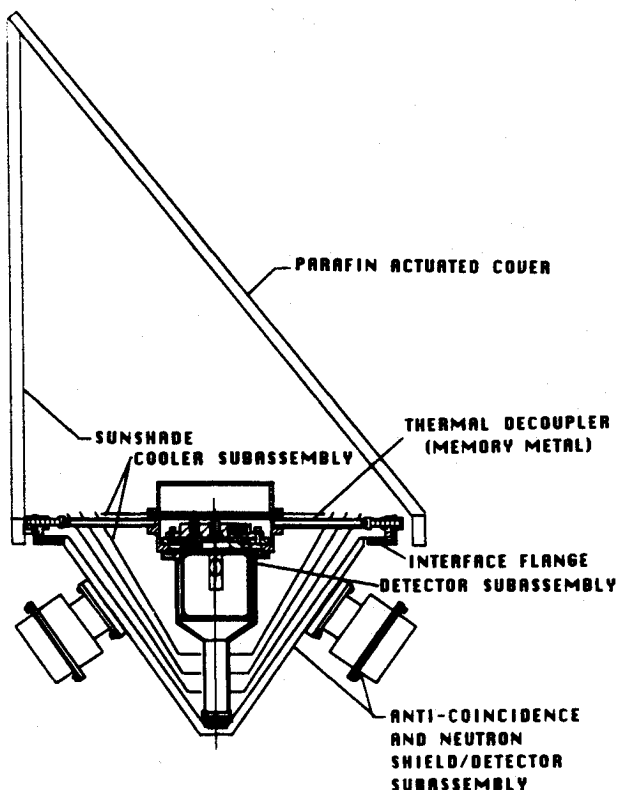 PARAFIN ACTUATED COVER
SUNSHADE
COOLER SUBASSEMBLY
THERMAL DECOUPLER
(MEMORY METAL)
INTERFACE FLANGE
DETECTOR SUBASSEMBLY
ANTI-COINCIDENCE
AND NEUTRON
SHIELD/DETECTOR
SUBASSEMBLY